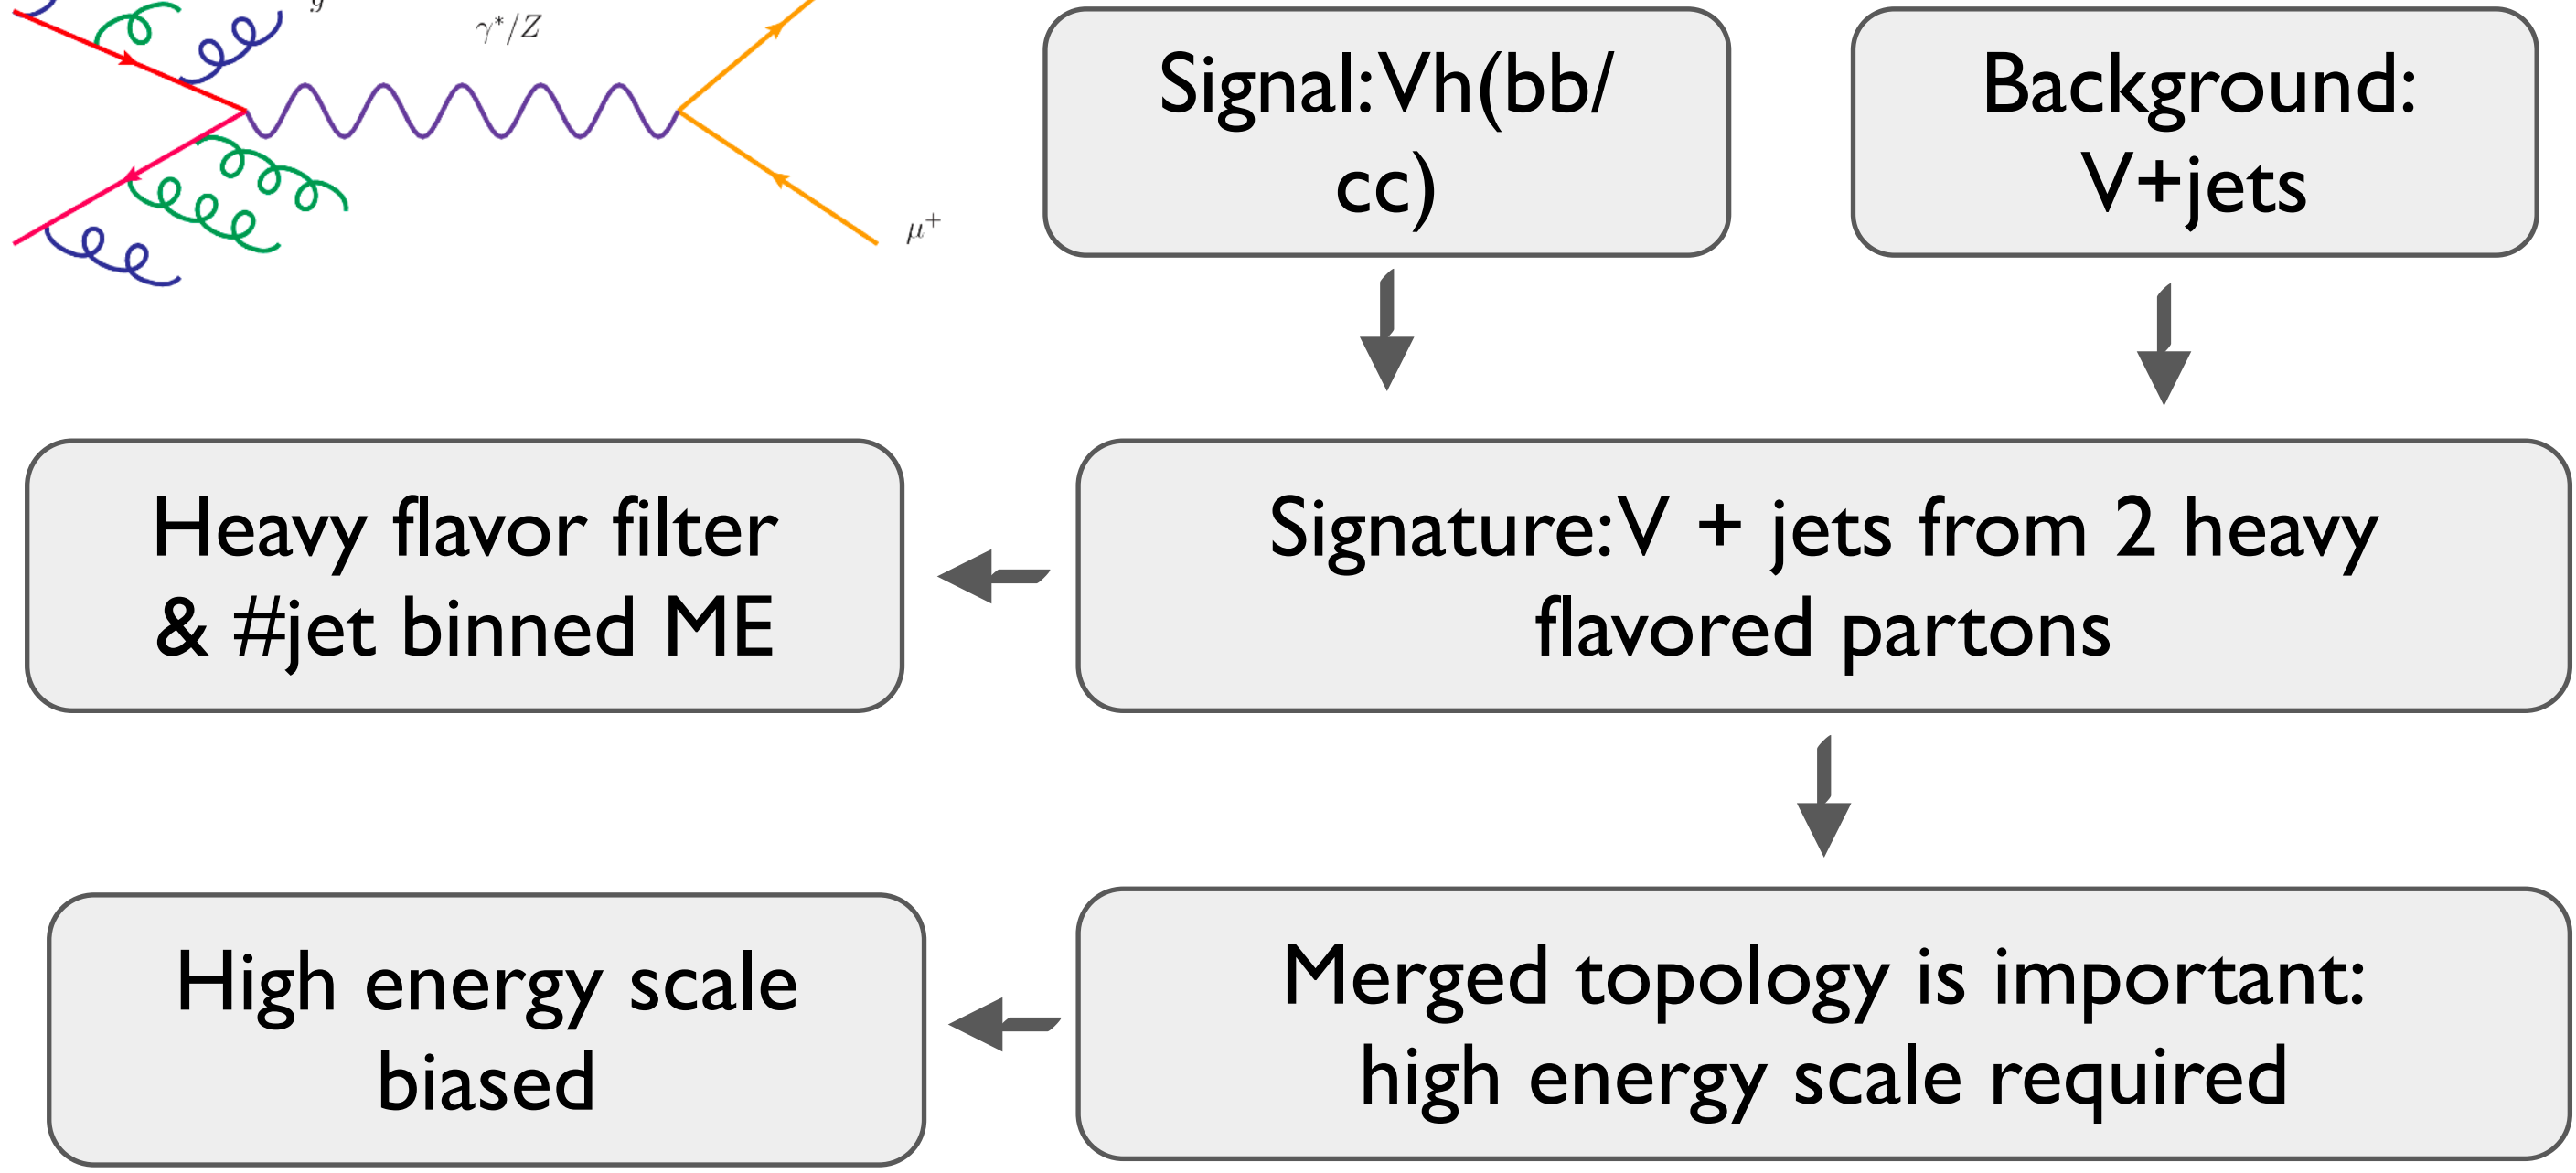 g
γ*/Z
μ+
Signal: Vh(bb/
cc)
Background:
V+jets
Heavy flavor filter
& #jet binned ME
Signature: V + jets from 2 heavy
flavored partons
High energy scale
biased
Merged topology is important:
high energy scale required